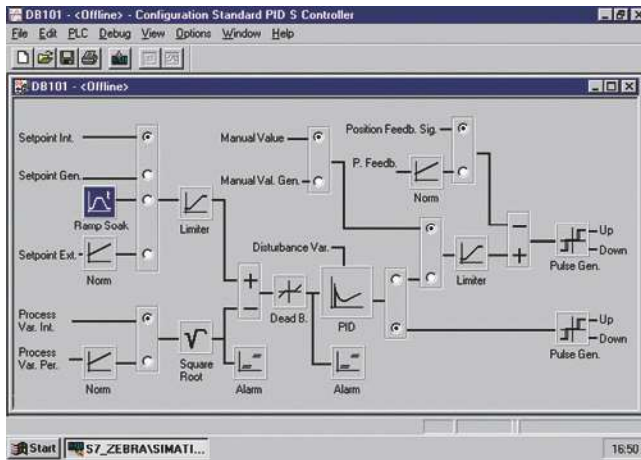 DB101 - <Offline> - Configuration Standard PID S Controller
File Edit PLC Debug View Options Window Help
DB101 - <Offline>
Setpoint Int.
Manual Value
Position Feedb. Sig.
P. Feedb.
Setpoint Gen.
Manual Val. Gen.
Norm
Ramp Soak
Limiter
Up
Down
Setpoint Ext.
Disturbance Var.
Limiter
Pulse Gen.
Norm
Process
Var. Int.
Dead B.
PID
Up
Down
Process
Var. Per.
Square
Root
Pulse Gen.
Norm
Alarm
Alarm
Start
S7_ZEBRA\SIMATI...
16:50